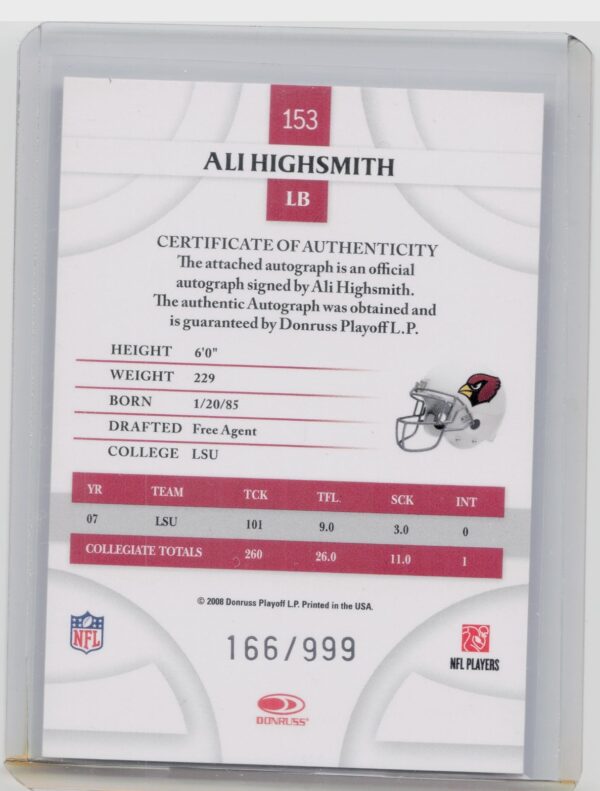 153
ALI HIGHSMITH
LB
CERTIFICATE OF AUTHENTICITY
The attached autograph is an official
autograph signed by Ali Highsmith.
The authentic Autograph was obtained and
is guaranteed by Donruss Playoff L.P.
HEIGHT 6'0"
WEIGHT 229
BORN 1/20/85
DRAFTED Free Agent
COLLEGE LSU
YR TEAM TCK TFL SCK INT
07 LSU 101 9.0 3.0 0
COLLEGIATE TOTALS 260 26.0 11.0 1
© 2008 Donruss Playoff L.P. Printed in the USA.
NFL
166/999
NFL PLAYERS
DONRUSS